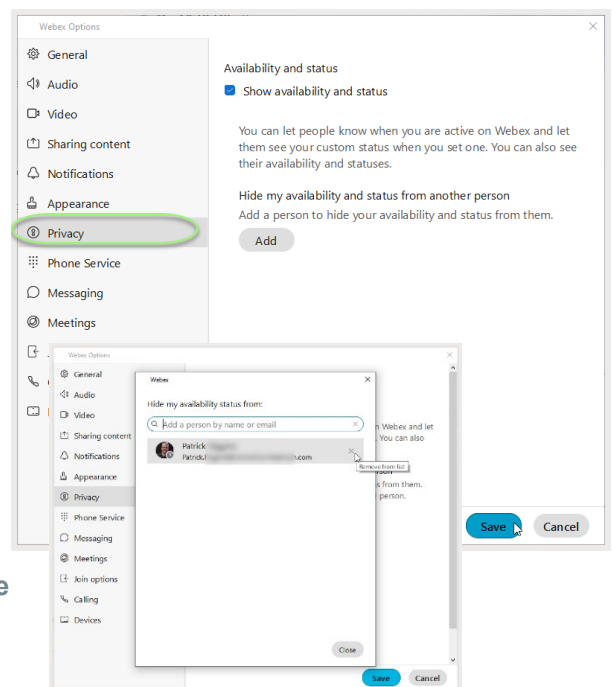 Webex Options
General
Audio
Video
Sharing content
Notifications
Appearance
Privacy
Phone Service
Messaging
Meetings
Availability and status
Show availability and status
You can let people know when you are active on Webex and let
them see your custom status when you set one. You can also see
their availability and statuses.
Hide my availability and status from another person
Add a person to hide your availability and status from them.
Add
Save
Cancel
e
Webex Options
General
Audio
Video
Sharing content
Notifications
Appearance
Privacy
Phone Service
Messaging
Meetings
Join options
Calling
Devices
Webex
Hide my availability status from:
Add a person by name or email
Patrick
Patrick.
.com
Remove from list
Close
n Webex and let
. You can also
s from them.
person.
Save
Cancel